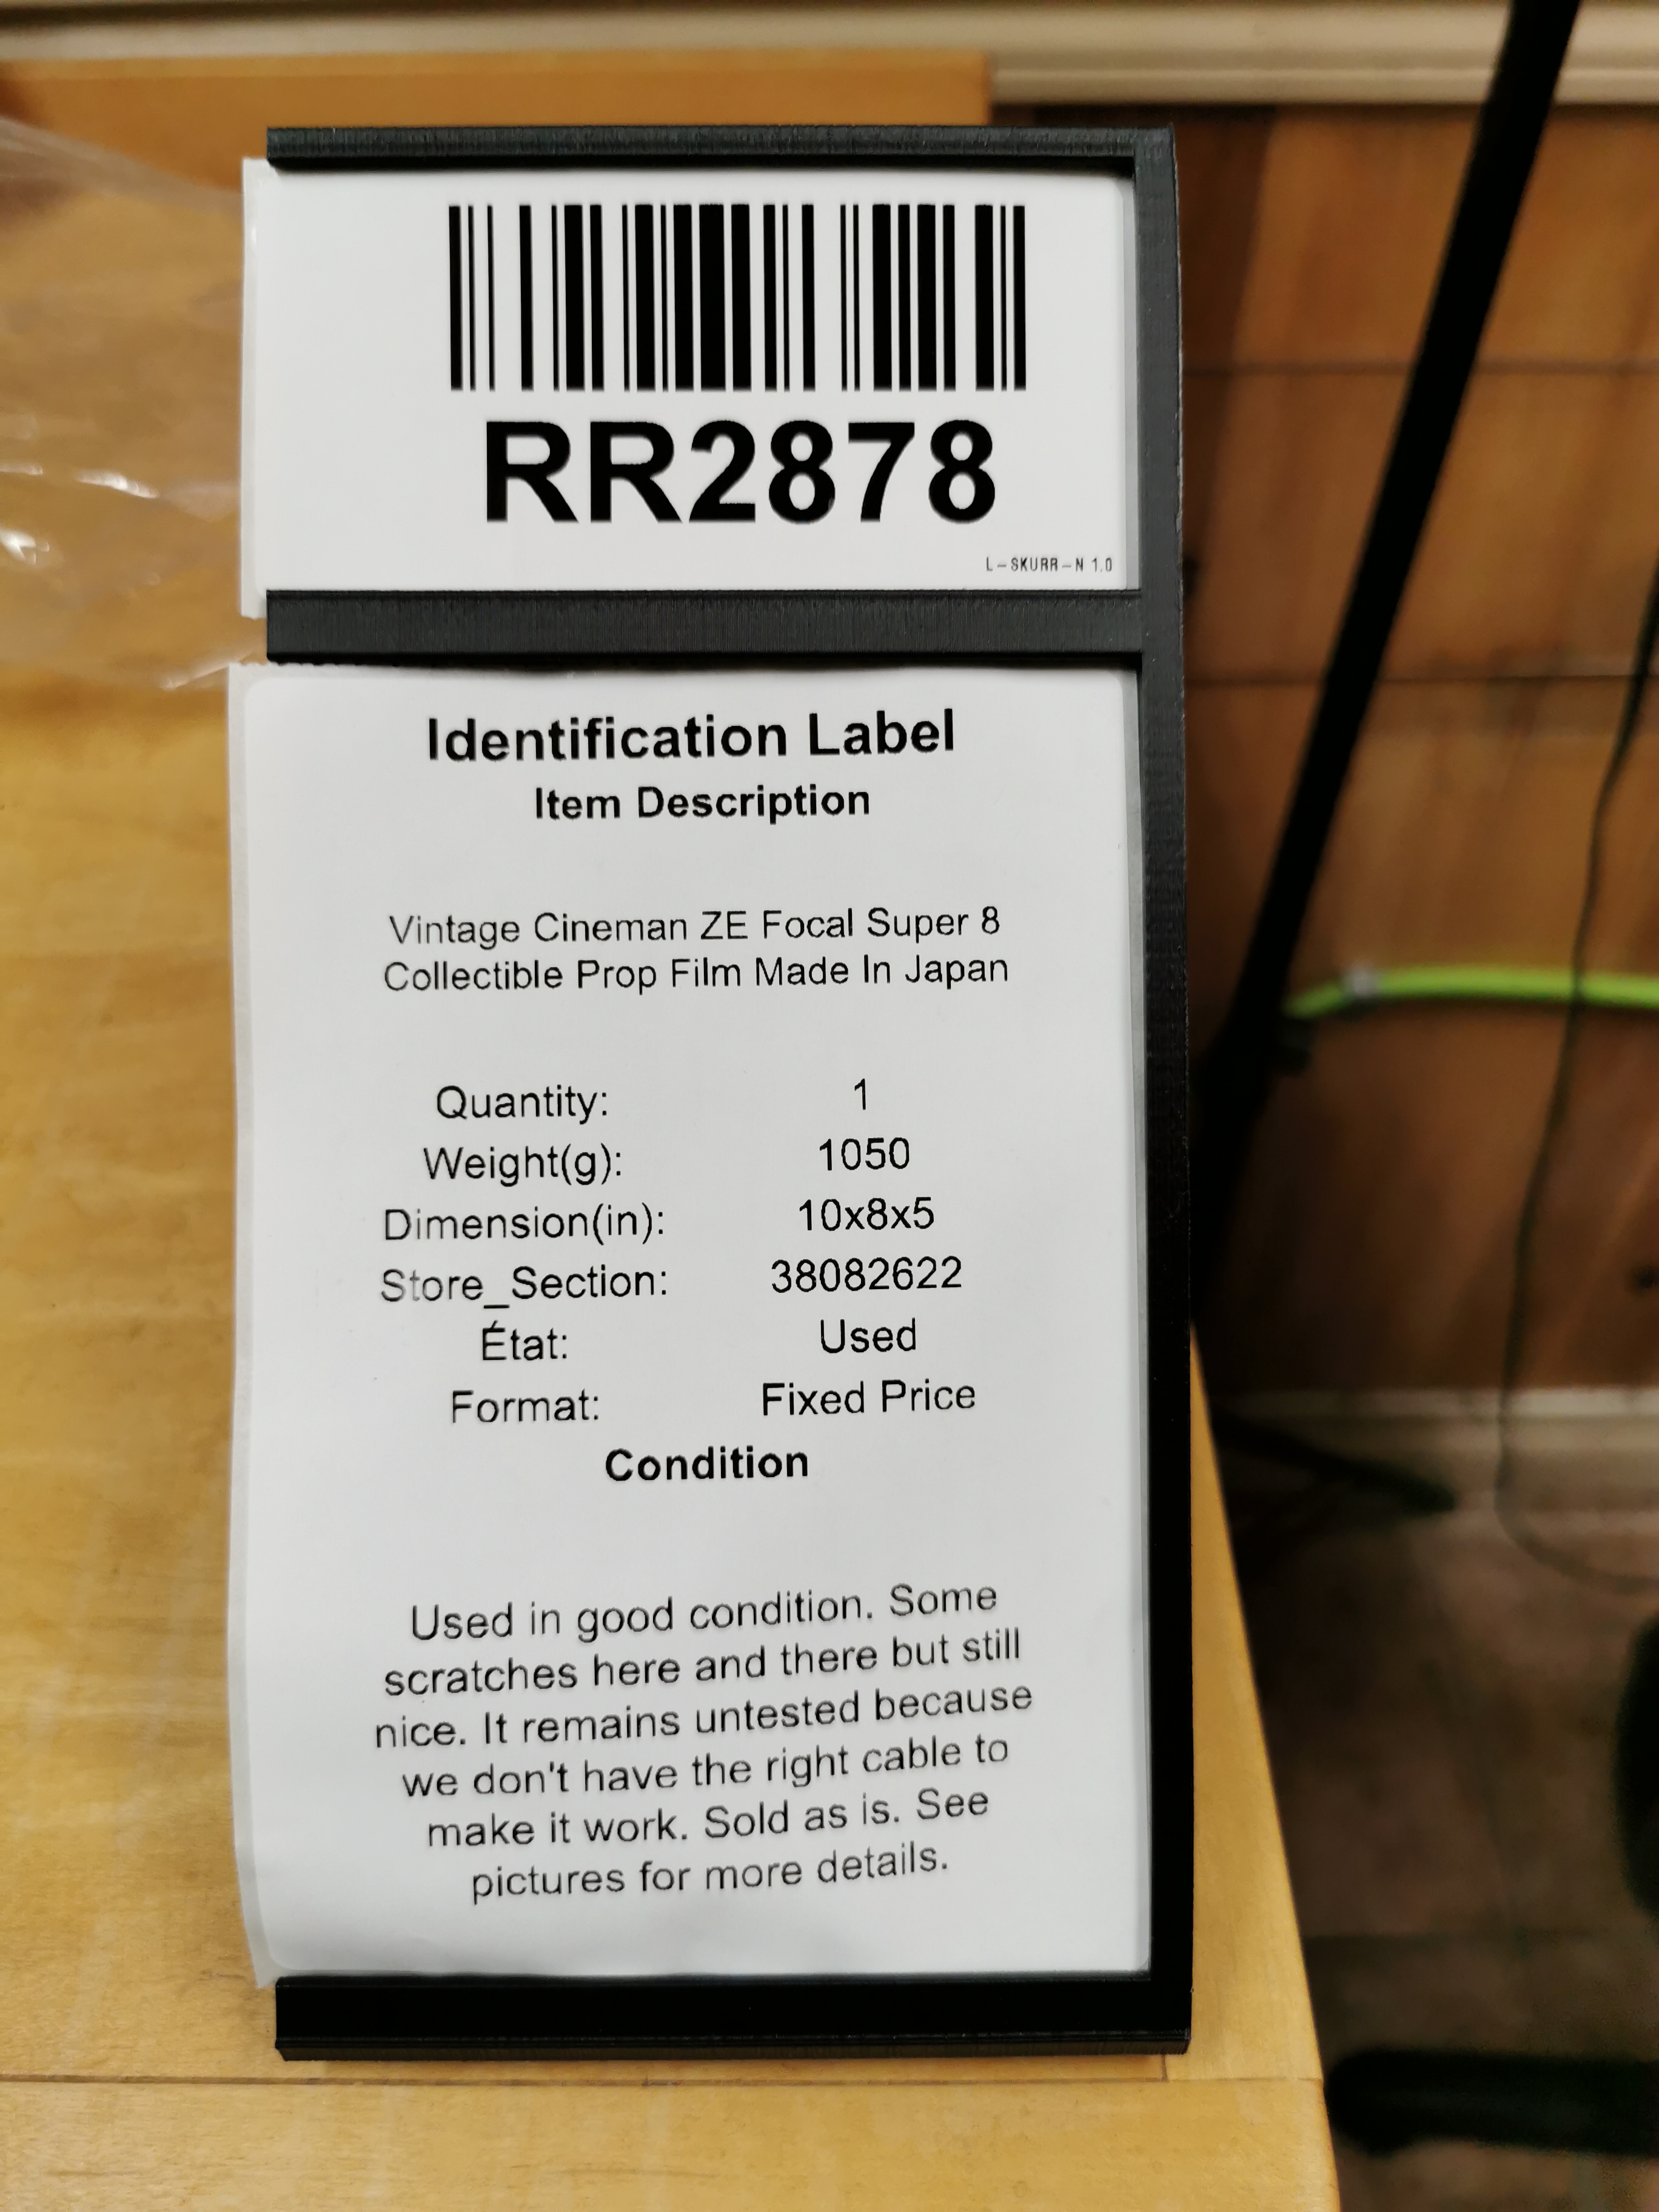 RR2878
L-SKURR-N 1.0
Identification Label
Item Description
Vintage Cineman ZE Focal Super 8
Collectible Prop Film Made In Japan
Quantity: 1
Weight(g): 1050
Dimension(in): 10x8x5
Store_Section: 38082622
État: Used
Format: Fixed Price
Condition
Used in good condition. Some
scratches here and there but still
nice. It remains untested because
we don't have the right cable to
make it work. Sold as is. See
pictures for more details.